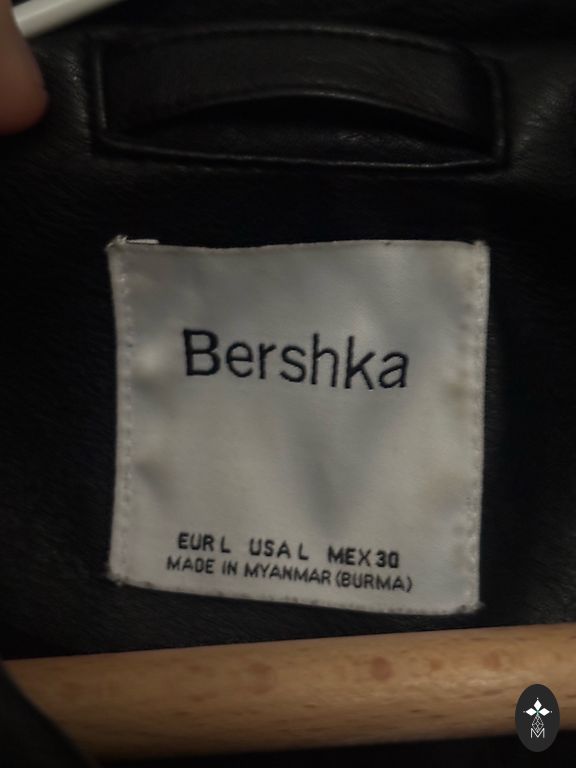 Bershka
EUR L USA L MEX 30
MADE IN MYANMAR (BURMA)